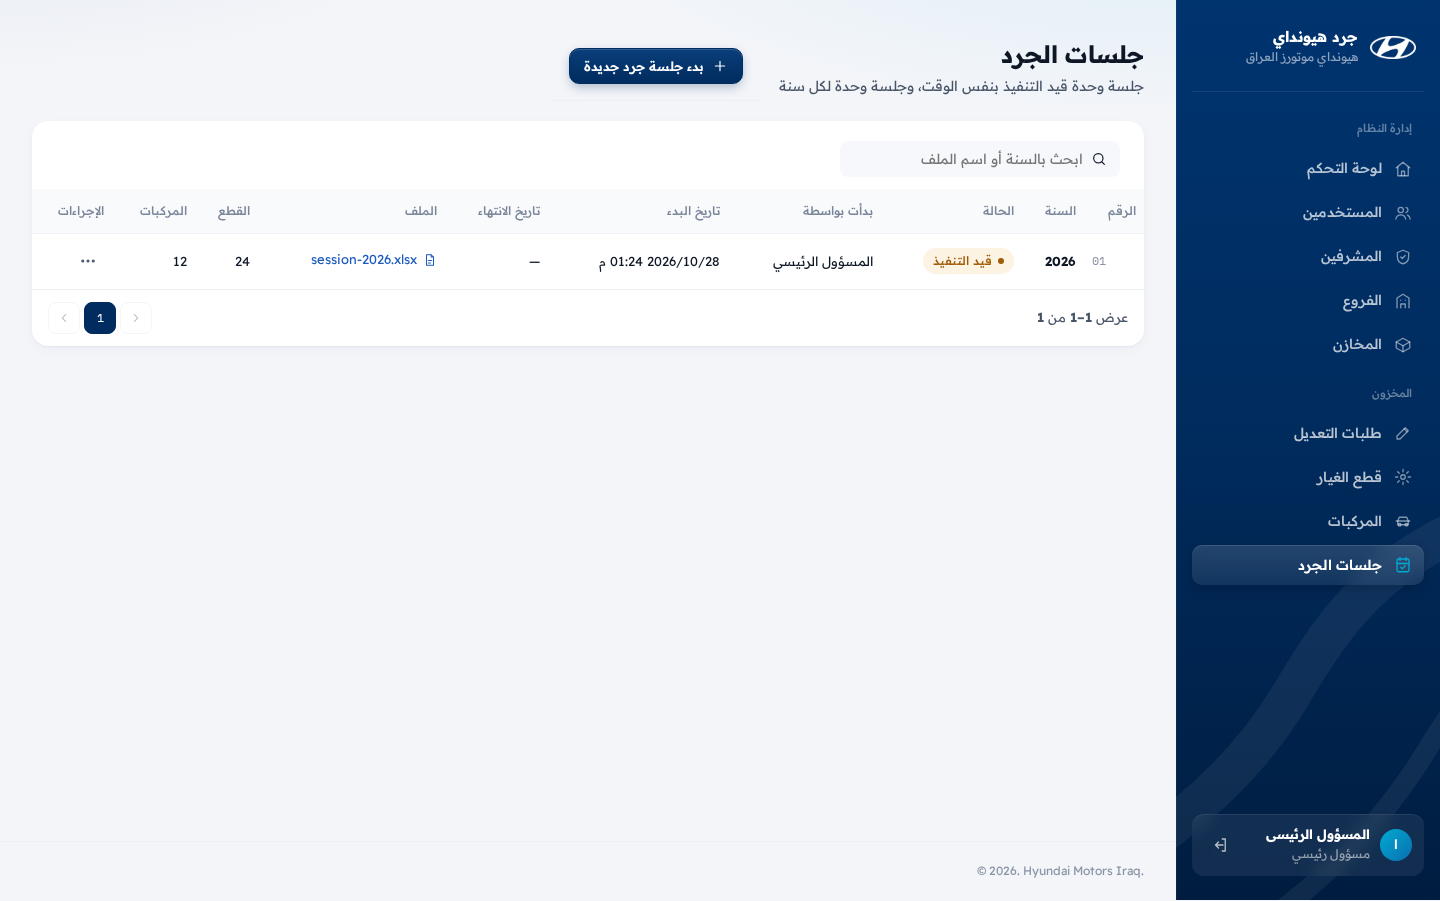 جرد هيونداي
هيونداي موتورز العراق
إدارة النظام
لوحة التحكم
المستخدمين
المشرفين
الفروع
المخازن
المخزون
طلبات التعديل
قطع الغيار
المركبات
جلسات الجرد
المسؤول الرئيسي
مسؤول رئيسي
ا
جلسات الجرد
جلسة وحدة قيد التنفيذ بنفس الوقت، وجلسة وحدة لكل سنة
بدء جلسة جرد جديدة
ابحث بالسنة أو اسم الملف
الرقم السنة الحالة بدأت بواسطة تاريخ البدء تاريخ الانتهاء الملف القطع المركبات الإجراءات
01 2026 قيد التنفيذ المسؤول الرئيسي 2026/10/28 01:24 م — session-2026.xlsx 24 12
عرض 1–1 من 1
1
© 2026. Hyundai Motors Iraq.